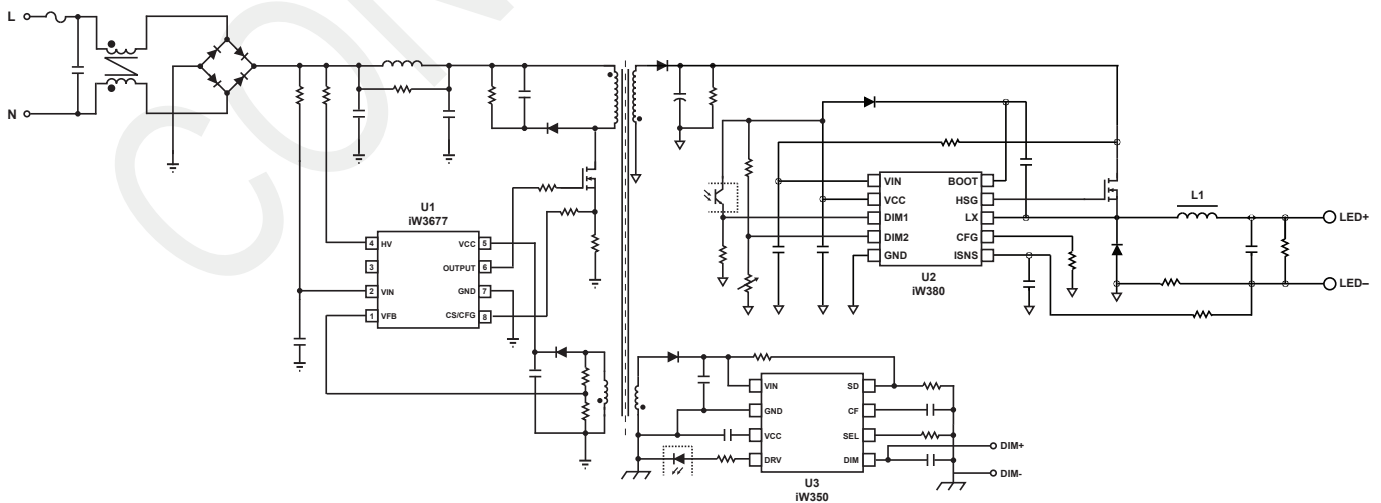 L
N
U1
iW3677
4 HV
3
2 VIN
1 VFB
VCC 5
OUTPUT 6
GND 7
CS/CFG 8
VIN
VCC
DIM1
DIM2
GND
BOOT
HSG
LX
CFG
ISNS
U2
iW380
L1
LED+
LED–
VIN
GND
VCC
DRV
SD
CF
SEL
DIM
U3
iW350
DIM+
DIM-